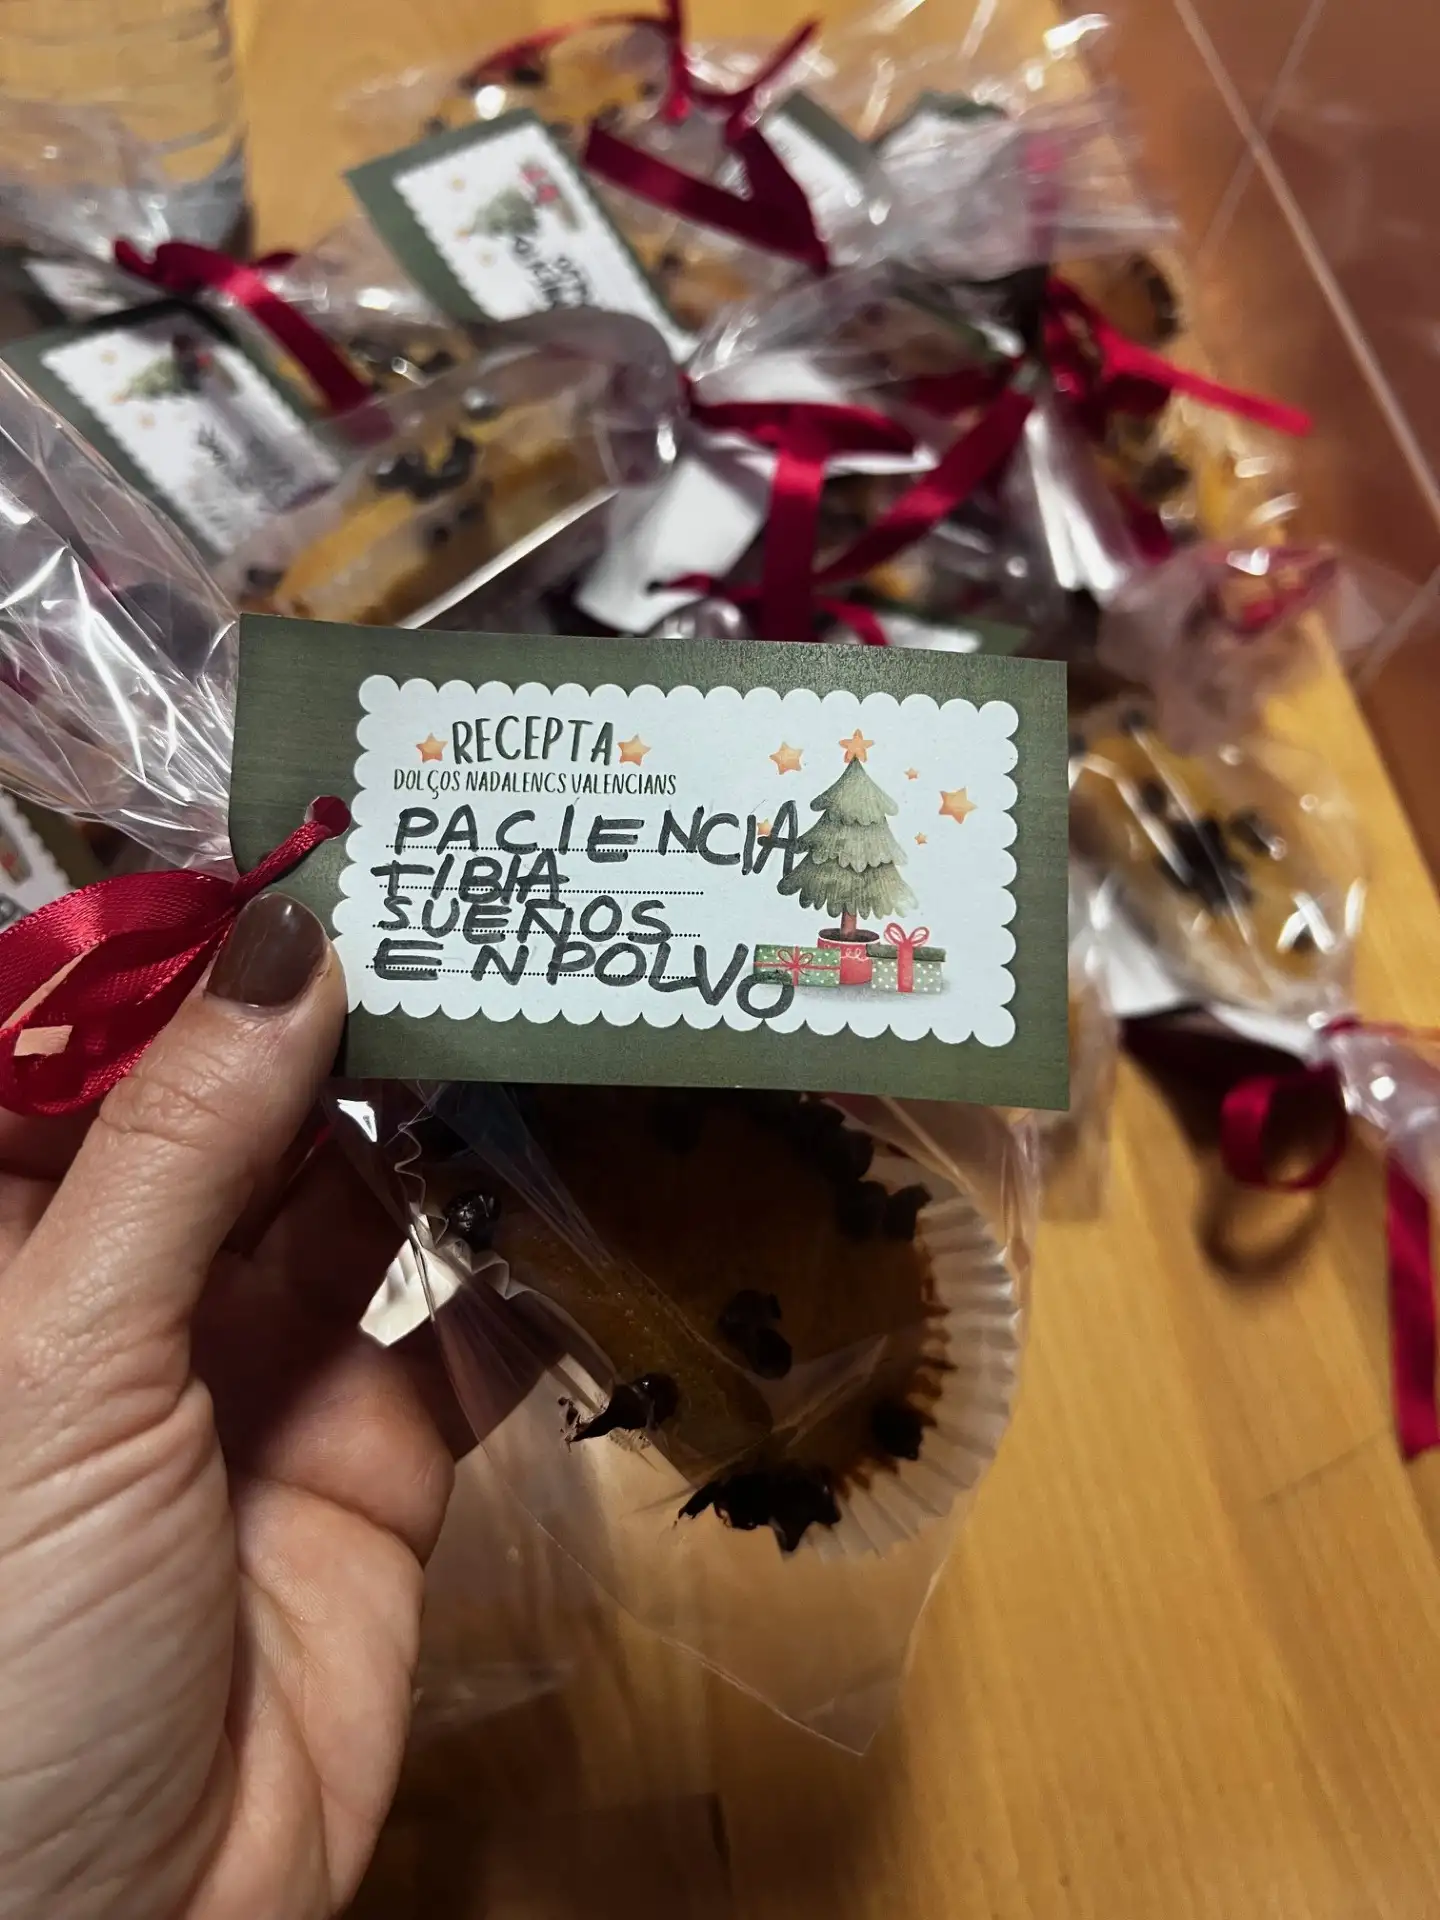 RECEPTA
DOLÇOS NADALENCS VALENCIANS
PACIENCIA
TIBIA
SUEÑOS
EN POLVO